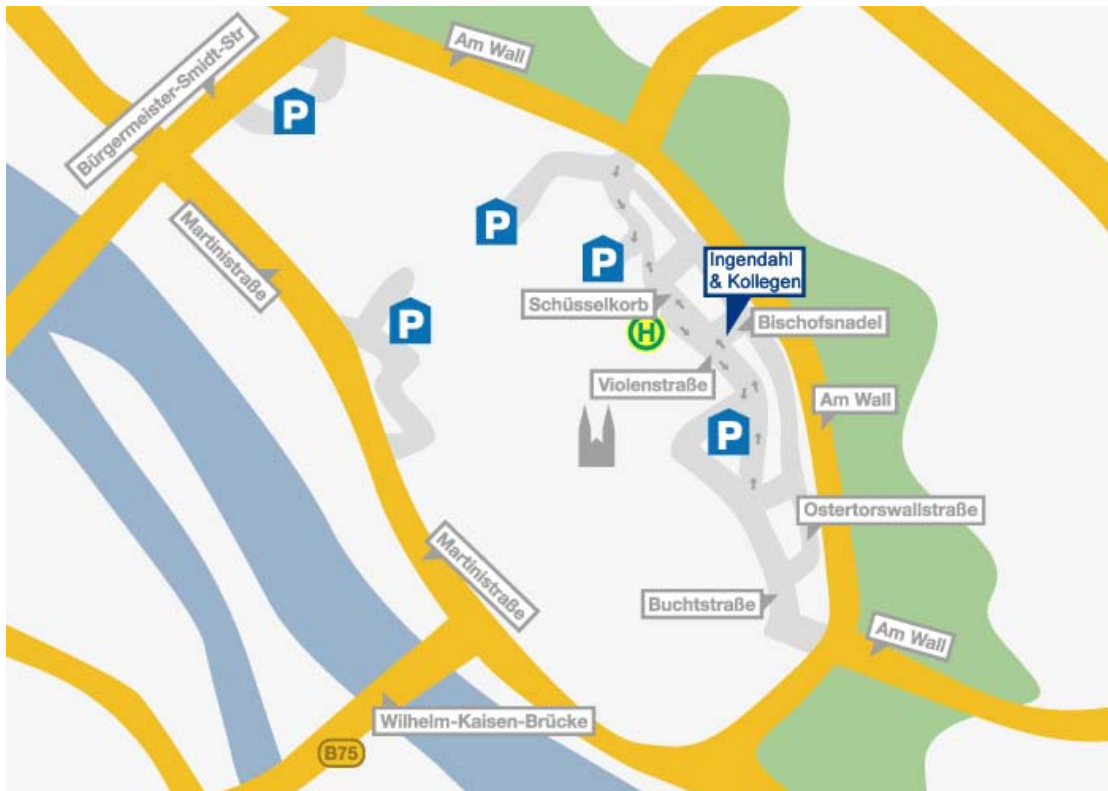 Am Wall
Bürgermeister-Smidt-Str
P
P
Martinistraße
P
Ingendahl
& Kollegen
Schüsselkorb
P
H
Bischofsnadel
Violenstraße
Am Wall
P
Ostertorswallstraße
Martinistraße
Buchtstraße
Am Wall
Wilhelm-Kaisen-Brücke
B75